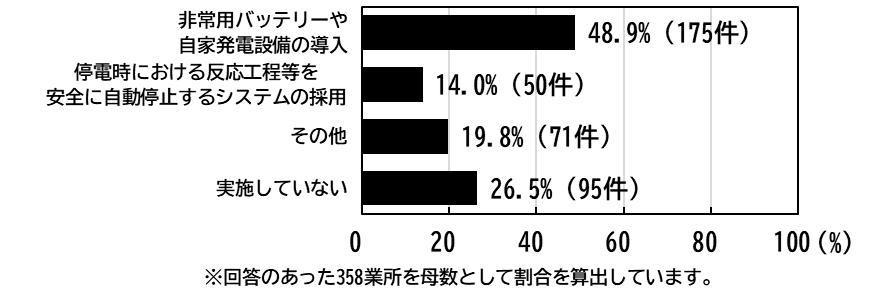 非常用バッテリーや
自家発電設備の導入
48.9%（175件）
停電時における反応工程等を
安全に自動停止するシステムの採用
14.0%（50件）
その他
19.8%（71件）
実施していない
26.5%（95件）
0 20 40 60 80 100（%）
※回答のあった358業所を母数として割合を算出しています。